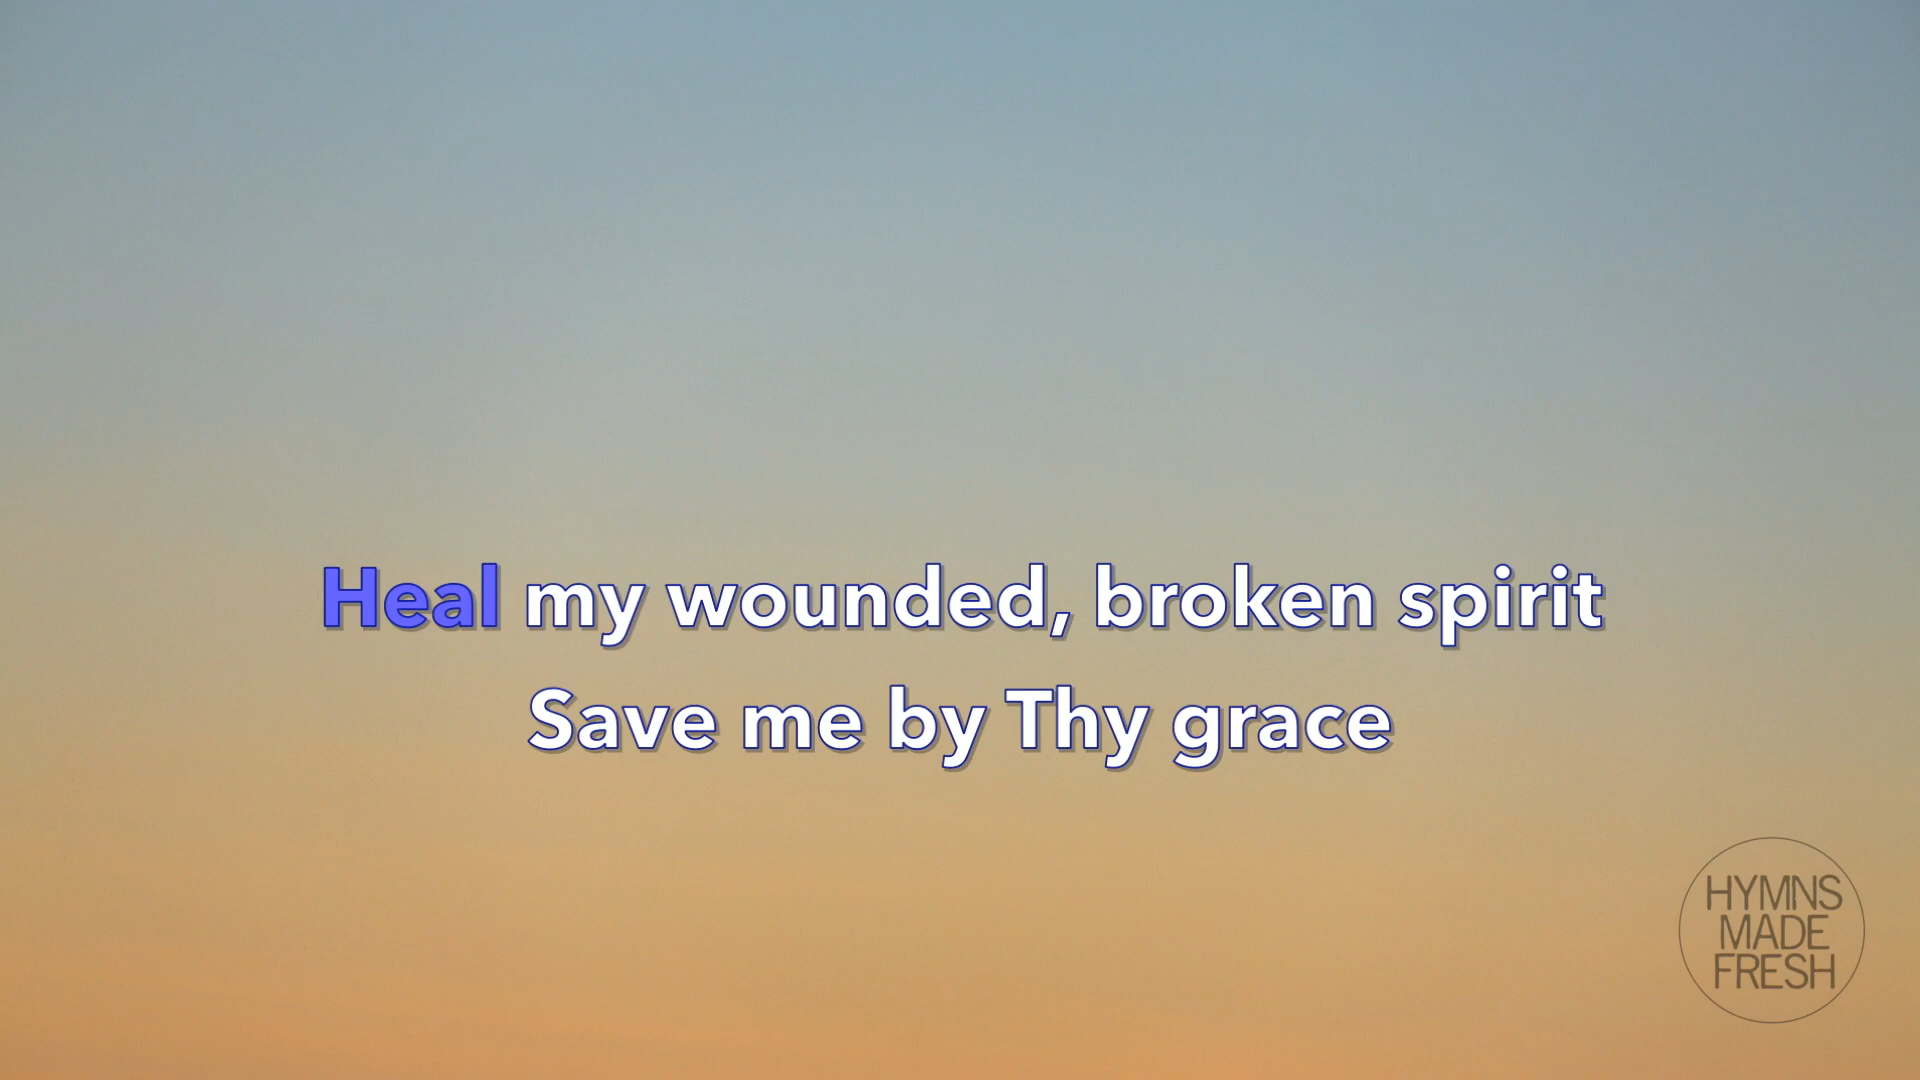 Heal my wounded, broken spirit
Save me by Thy grace
HYMNS
MADE
FRESH